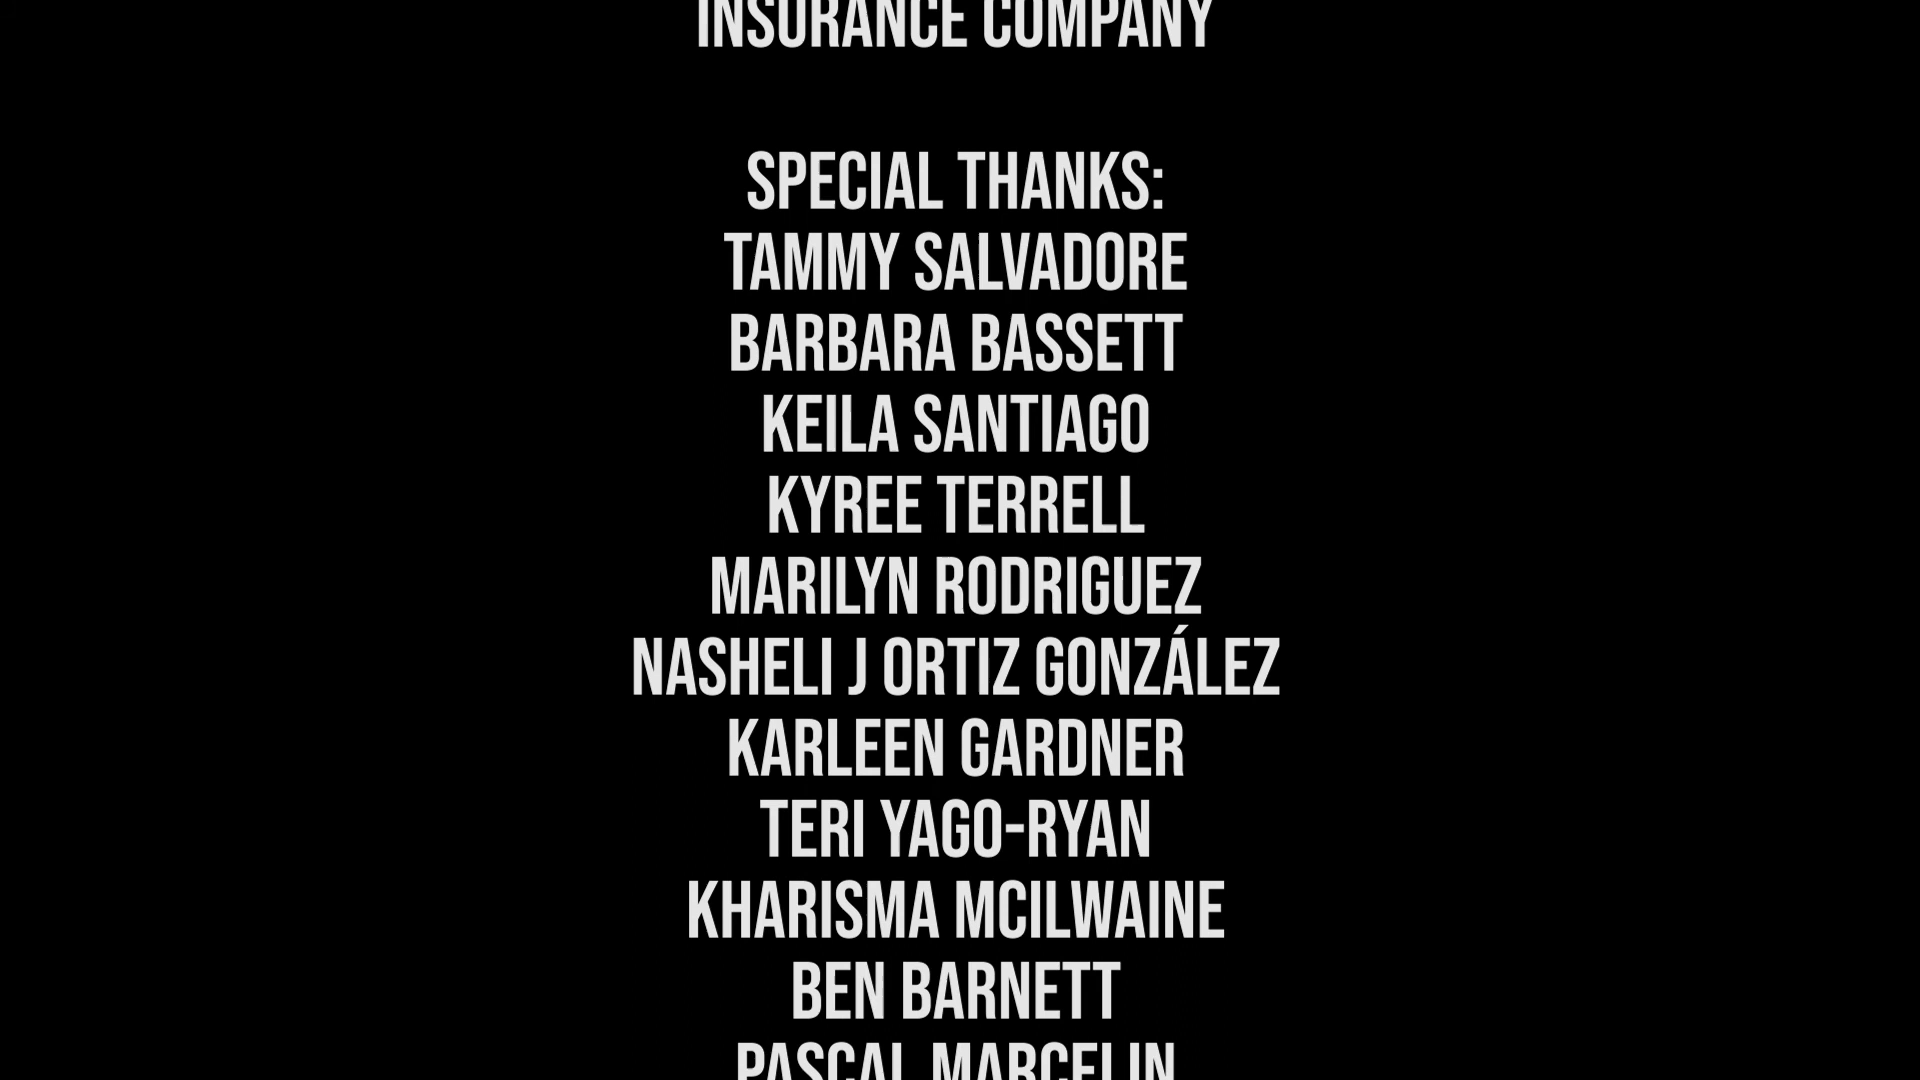 INSURANCE COMPANY
SPECIAL THANKS:
TAMMY SALVADORE
BARBARA BASSETT
KEILA SANTIAGO
KYREE TERRELL
MARILYN RODRIGUEZ
NASHELI J ORTIZ GONZÁLEZ
KARLEEN GARDNER
TERI YAGO-RYAN
KHARISMA MCILWAINE
BEN BARNETT
PASCAL MARCELIN